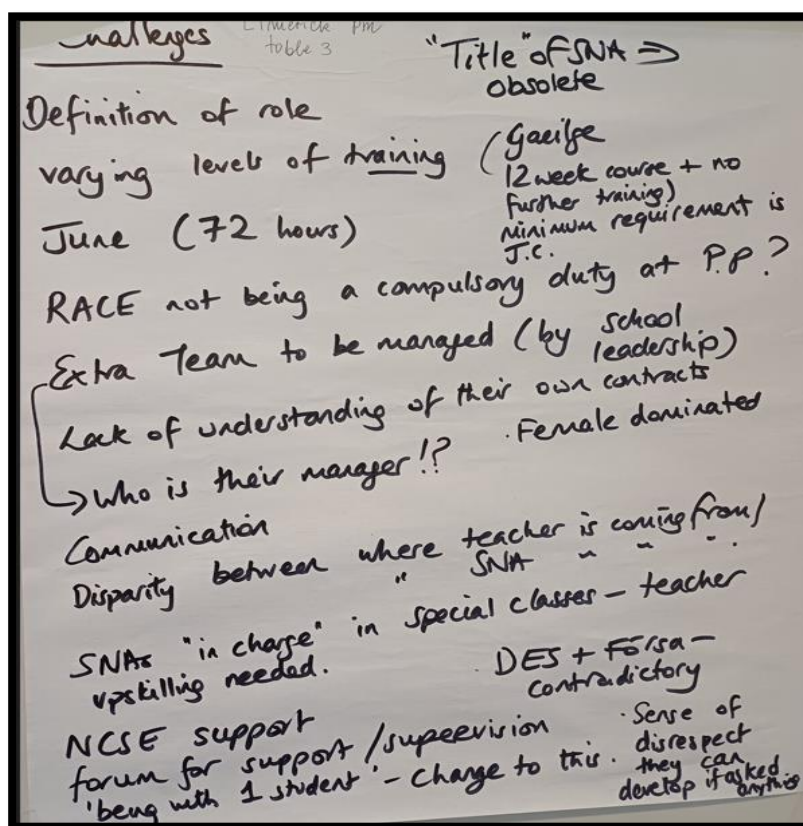 challenges
Limerick PM
table 3
"Title" of SNA ⇒
obsolete
Definition of role
varying levels of training (Gaeilge
12 week course + no
further training)
minimum requirement is
J.C.
June (72 hours)
RACE not being a compulsory duty at P.P?
Extra Team to be managed (by school
leadership)
Lack of understanding of their own contracts
→ Who is their manager!? · Female dominated
Communication
Disparity between where teacher is coming from/
" SNA " " ".
SNAs "in charge" in special classes – teacher
upskilling needed.
· DES + Fórsa –
contradictory
NCSE support
forum for support/supervision
'being with 1 student' – change to this.
· Sense of
disrespect
they can
develop if asked
anything